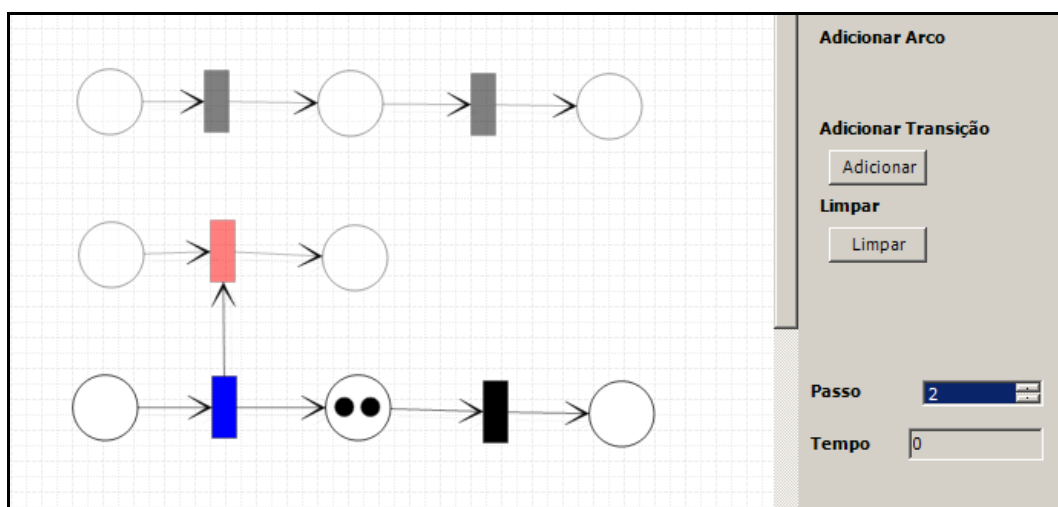 Adicionar Arco
Adicionar Transição
Adicionar
Limpar
Limpar
Passo 2
Tempo 0